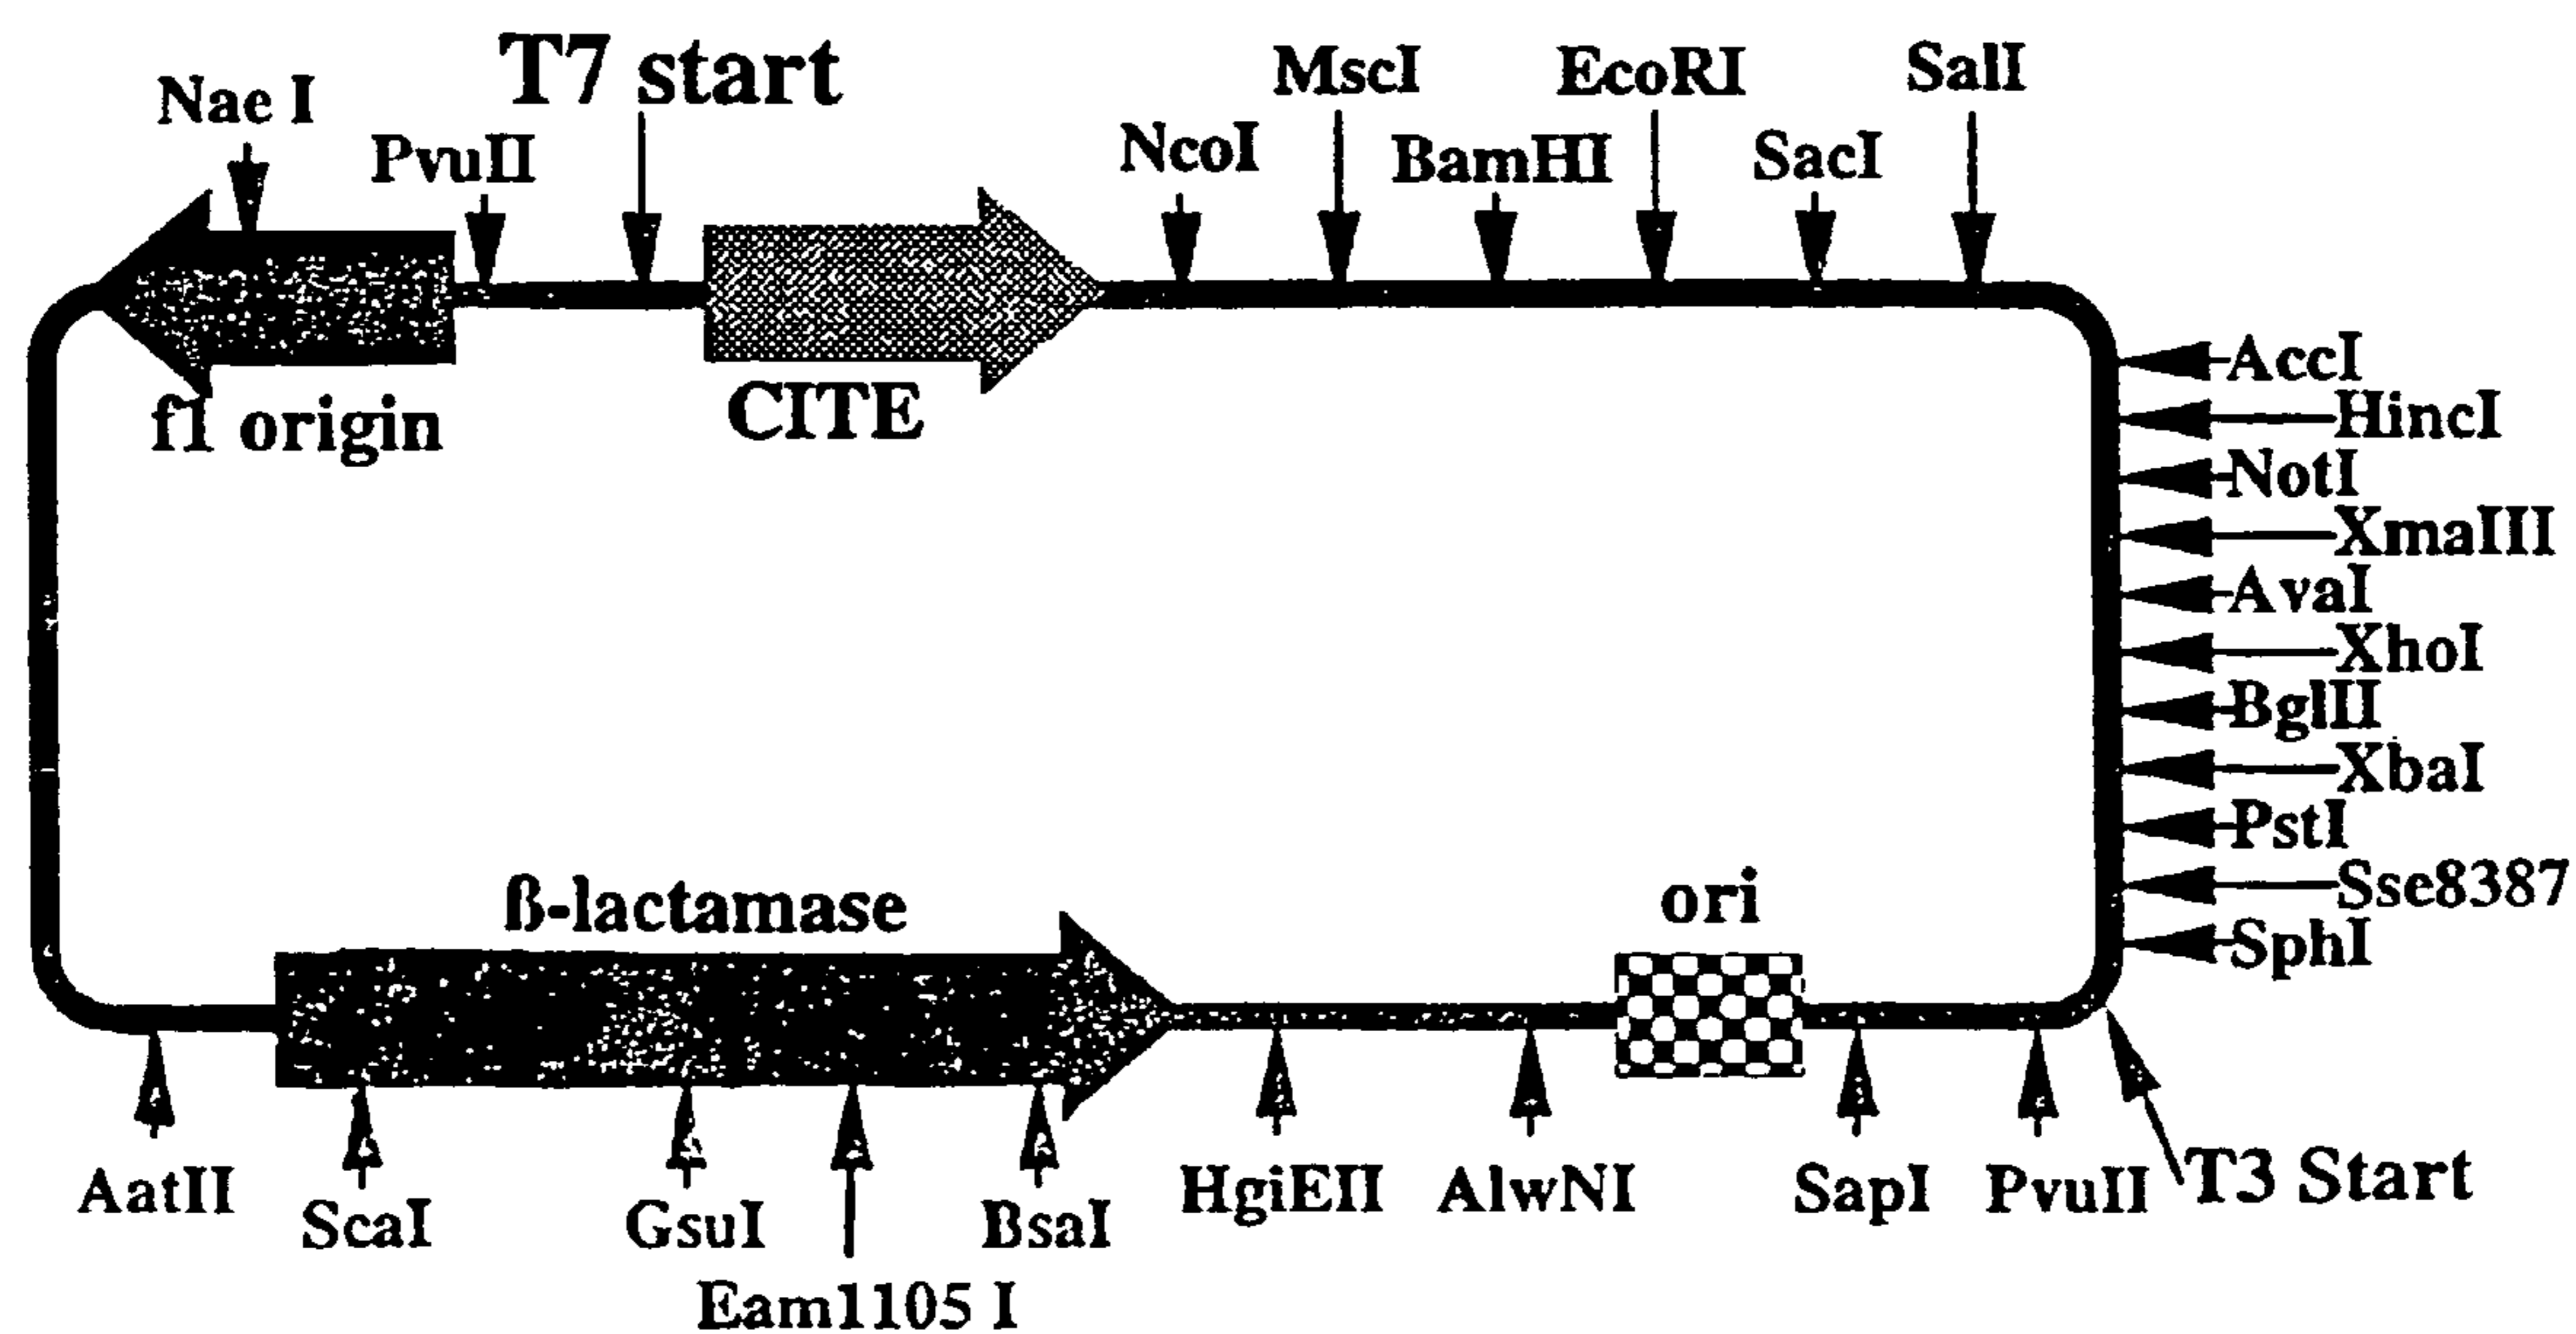 Nae I
PvuII
T7 start
NcoI
MscI
BamHI
EcoRI
SacI
SalI
f1 origin
CITE
AccI
HincI
NotI
XmaIII
AvaI
XhoI
BglII
XbaI
PstI
Sse8387
SphI
ß-lactamase
ori
AatII
ScaI
GsuI
Eam1105 I
BsaI
HgiEII
AlwNI
SapI
PvuII
T3 Start